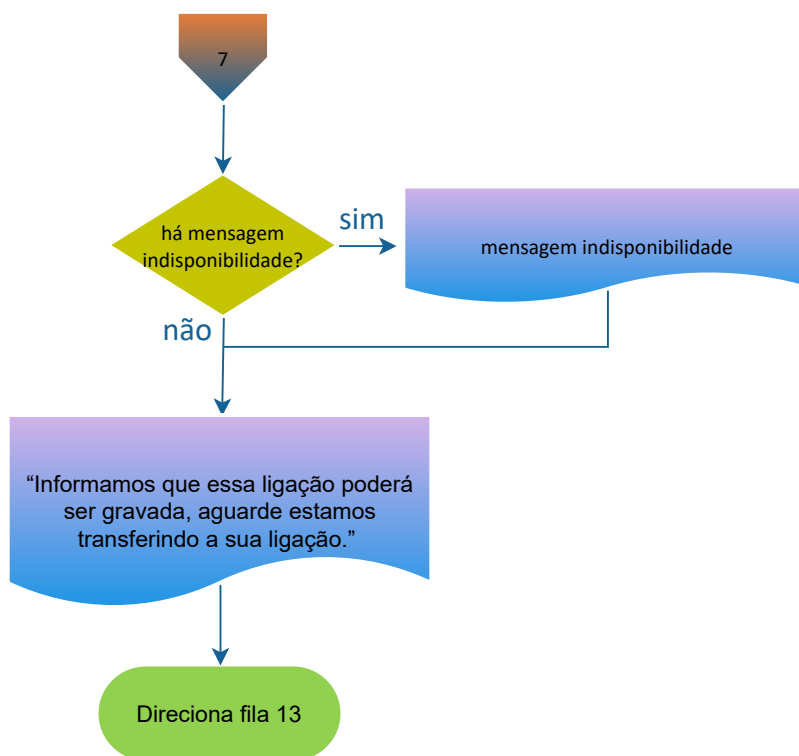 7
há mensagem
indisponibilidade?
sim
mensagem indisponibilidade
não
“Informamos que essa ligação poderá
ser gravada, aguarde estamos
transferindo a sua ligação.”
Direciona fila 13